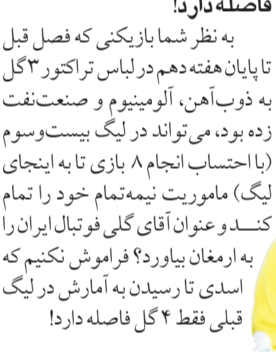 فاصله دارد!
به نظر شما بازیکنی که فصل قبل
تا پایان هفته دهم در لباس تراکتور ۳ گل
به ذوب‌آهن، آلومینیوم و صنعت‌نفت
زده بود، می‌تواند در لیگ بیست‌وسوم
(با احتساب انجام ۸ بازی تا به اینجای
لیگ) ماموریت نیمه‌تمام خود را تمام
کنــد و عنوان آقای گلی فوتبال ایران را
به ارمغان بیاورد؟ فراموش نکنیم که
اسدی تا رسیدن به آمارش در لیگ
قبلی فقط ۴ گل فاصله دارد!